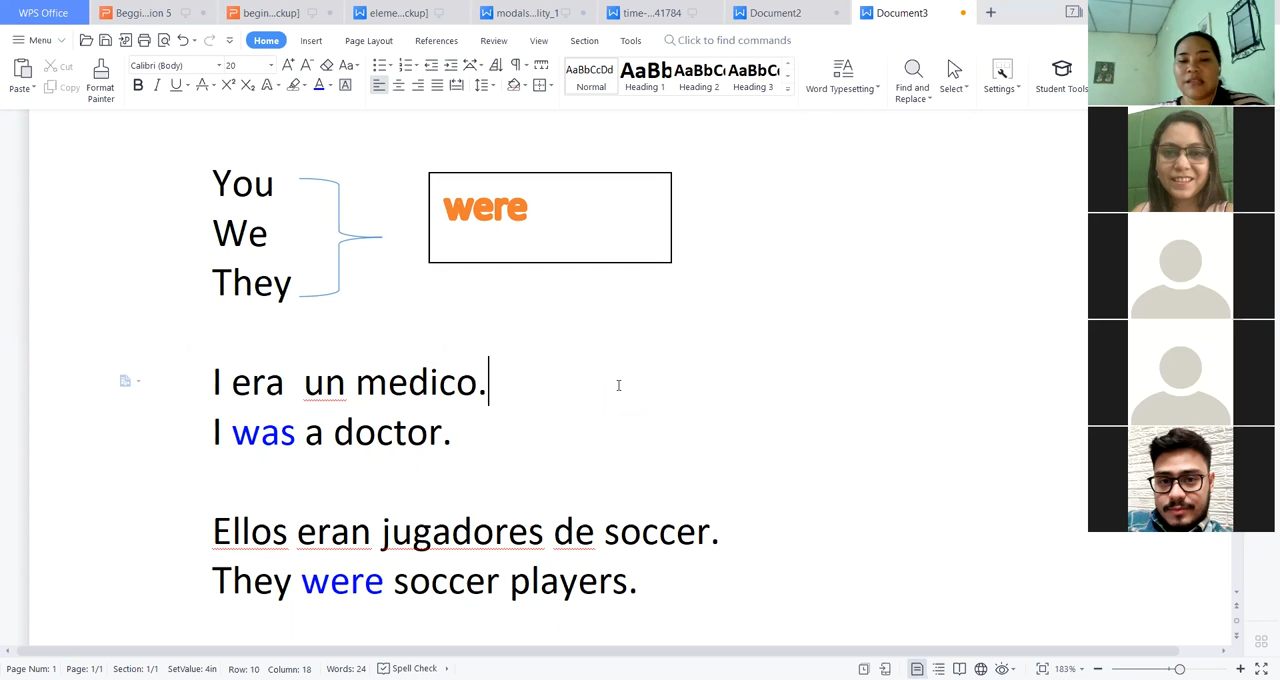 WPS Office Beggi...ion 5 begin...ckup] eleme...ckup] modals...lity_1 time-...41784 Document2 Document3 7
Menu Home Insert Page Layout References Review View Section Tools Click to find commands
Calibri (Body) 20
Paste Cut Copy Format Painter
AaBbCcDd Normal AaBb Heading 1 AaBbC Heading 2 AaBbC Heading 3
Word Typesetting Find and Replace Select Settings Student Tools
You
We
They
were
I era un medico.
I was a doctor.
Ellos eran jugadores de soccer.
They were soccer players.
Page Num: 1 Page: 1/1 Section: 1/1 SetValue: 4in Row: 10 Column: 18 Words: 24 Spell Check 183%